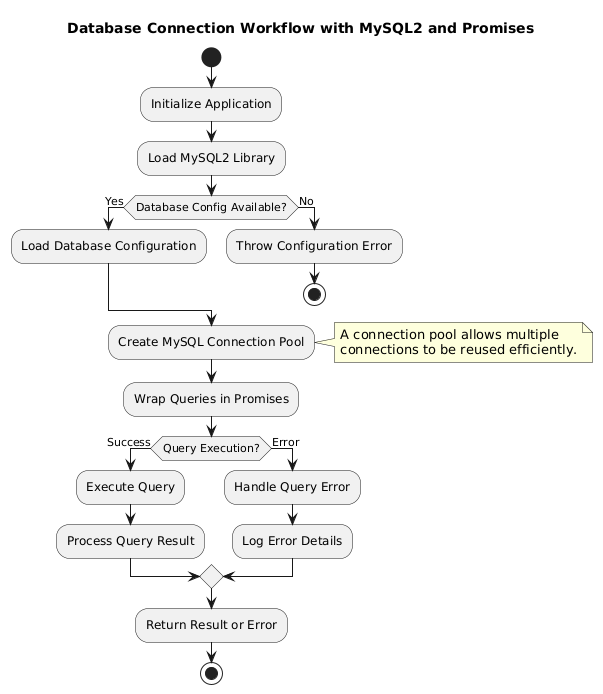 Database Connection Workflow with MySQL2 and Promises
Initialize Application
Load MySQL2 Library
Database Config Available?
Yes
No
Load Database Configuration
Throw Configuration Error
Create MySQL Connection Pool
A connection pool allows multiple
connections to be reused efficiently.
Wrap Queries in Promises
Query Execution?
Success
Error
Execute Query
Handle Query Error
Process Query Result
Log Error Details
Return Result or Error